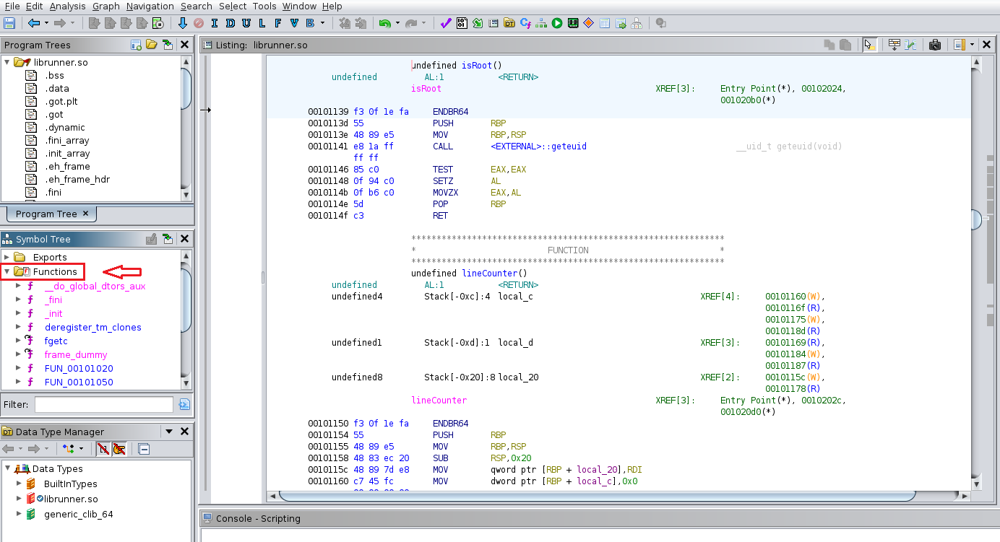 File Edit Analysis Graph Navigation Search Select Tools Window Help
I D U L F V B
Program Trees
librunner.so
.bss
.data
.got.plt
.got
.dynamic
.fini_array
.init_array
.eh_frame
.eh_frame_hdr
.fini
Program Tree ×
Symbol Tree
Exports
Functions
__do_global_dtors_aux
_fini
_init
deregister_tm_clones
fgetc
frame_dummy
FUN_00101020
FUN_00101050
Filter:
Data Type Manager
Data Types
BuiltInTypes
librunner.so
generic_clib_64
Listing: librunner.so
undefined isRoot()
undefined AL:1 <RETURN>
isRoot XREF[3]: Entry Point(*), 00102024,
001020b0(*)
00101139 f3 0f 1e fa ENDBR64
0010113d 55 PUSH RBP
0010113e 48 89 e5 MOV RBP,RSP
00101141 e8 1a ff CALL <EXTERNAL>::geteuid __uid_t geteuid(void)
ff ff
00101146 85 c0 TEST EAX,EAX
00101148 0f 94 c0 SETZ AL
0010114b 0f b6 c0 MOVZX EAX,AL
0010114e 5d POP RBP
0010114f c3 RET
**************************************************************
* FUNCTION *
**************************************************************
undefined lineCounter()
undefined AL:1 <RETURN>
undefined4 Stack[-0xc]:4 local_c XREF[4]: 00101160(W),
0010116f(R),
00101175(W),
0010118d(R)
undefined1 Stack[-0xd]:1 local_d XREF[3]: 00101169(R),
00101184(W),
00101187(R)
undefined8 Stack[-0x20]:8 local_20 XREF[2]: 0010115c(W),
00101178(R)
lineCounter XREF[3]: Entry Point(*), 0010202c,
001020d0(*)
00101150 f3 0f 1e fa ENDBR64
00101154 55 PUSH RBP
00101155 48 89 e5 MOV RBP,RSP
00101158 48 83 ec 20 SUB RSP,0x20
0010115c 48 89 7d e8 MOV qword ptr [RBP + local_20],RDI
00101160 c7 45 fc MOV dword ptr [RBP + local_c],0x0
Console - Scripting